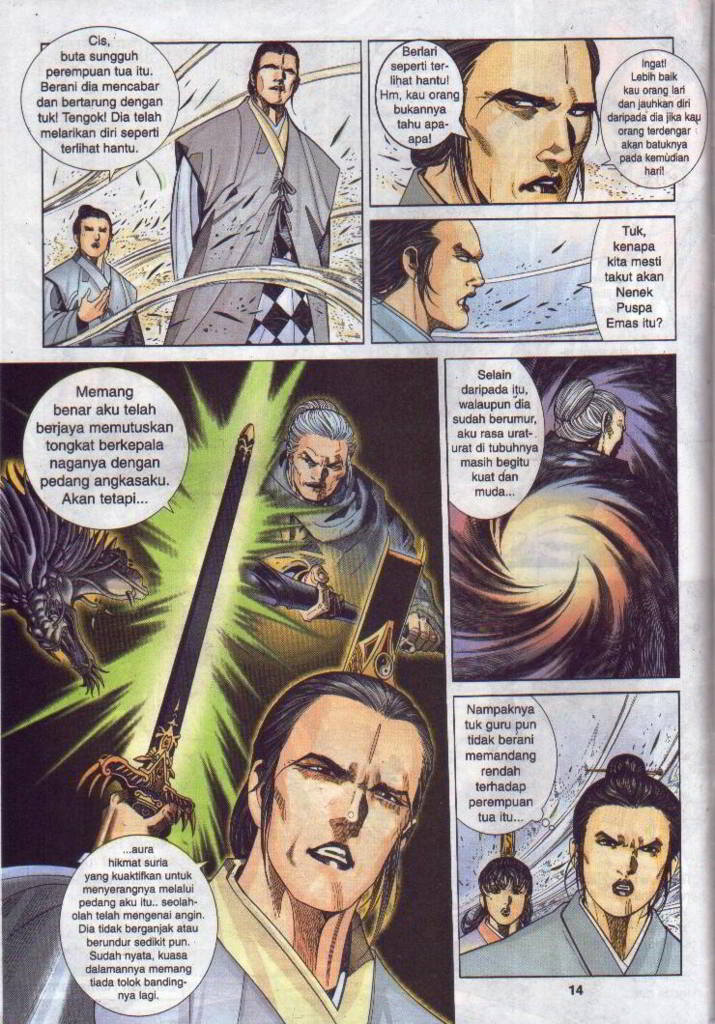 Cis,
buta sungguh
perempuan tua itu.
Berani dia mencabar
dan bertarung dengan
tuk! Tengok! Dia telah
melarikan diri seperti
terlihat hantu.
Berlari
seperti ter-
lihat hantu!
Hm, kau orang
bukannya
tahu apa-
apa!
Ingat!
Lebih baik
kau orang lari
dan jauhkan diri
daripada dia jika kau
orang terdengar
akan batuknya
pada kemudian
hari!
Tuk,
kenapa
kita mesti
takut akan
Nenek
Puspa
Emas itu?
Memang
benar aku telah
berjaya memutuskan
tongkat berkepala
naganya dengan
pedang angkasaku.
Akan tetapi...
...aura
hikmat suria
yang kuaktifkan untuk
menyerangnya melalui
pedang aku itu.. seolah-
olah telah mengenai angin.
Dia tidak berganjak atau
berundur sedikit pun.
Sudah nyata, kuasa
dalamannya memang
tiada tolok banding-
nya lagi.
Selain
daripada itu,
walaupun dia
sudah berumur,
aku rasa urat-
urat di tubuhnya
masih begitu
kuat dan
muda...
Nampaknya
tuk guru pun
tidak berani
memandang
rendah
terhadap
perempuan
tua itu...
14